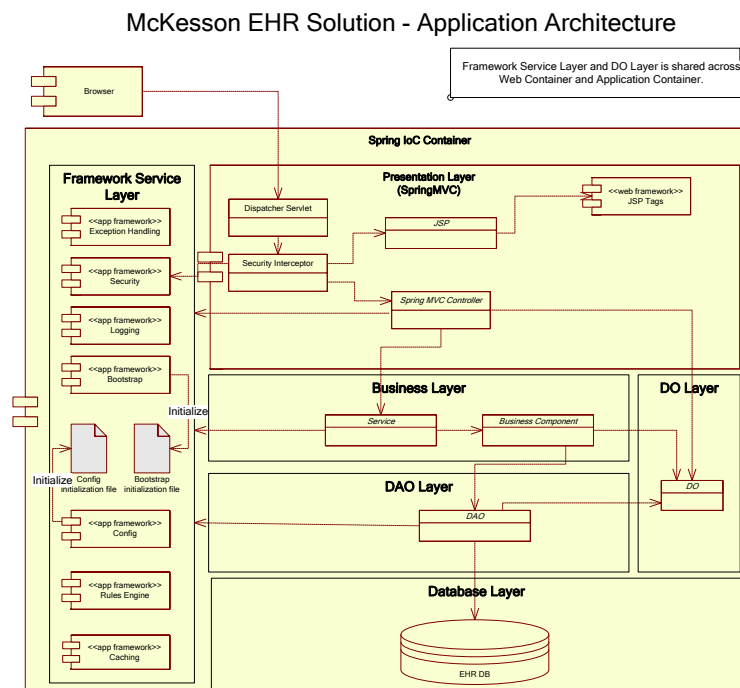 McKesson EHR Solution - Application Architecture
Framework Service Layer and DO Layer is shared across
Web Container and Application Container.
Browser
Spring IoC Container
Framework Service
Layer
<<app framework>>
Exception Handling
<<app framework>>
Security
<<app framework>>
Logging
<<app framework>>
Bootstrap
Initialize
Config
initialization file
Bootstrap
initialization file
Initialize
<<app framework>>
Config
<<app framework>>
Rules Engine
<<app framework>>
Caching
Presentation Layer
(SpringMVC)
Dispatcher Servlet
Security Interceptor
JSP
<<web framework>>
JSP Tags
Spring MVC Controller
Business Layer
Service
Business Component
DO Layer
DO
DAO Layer
DAO
Database Layer
EHR DB